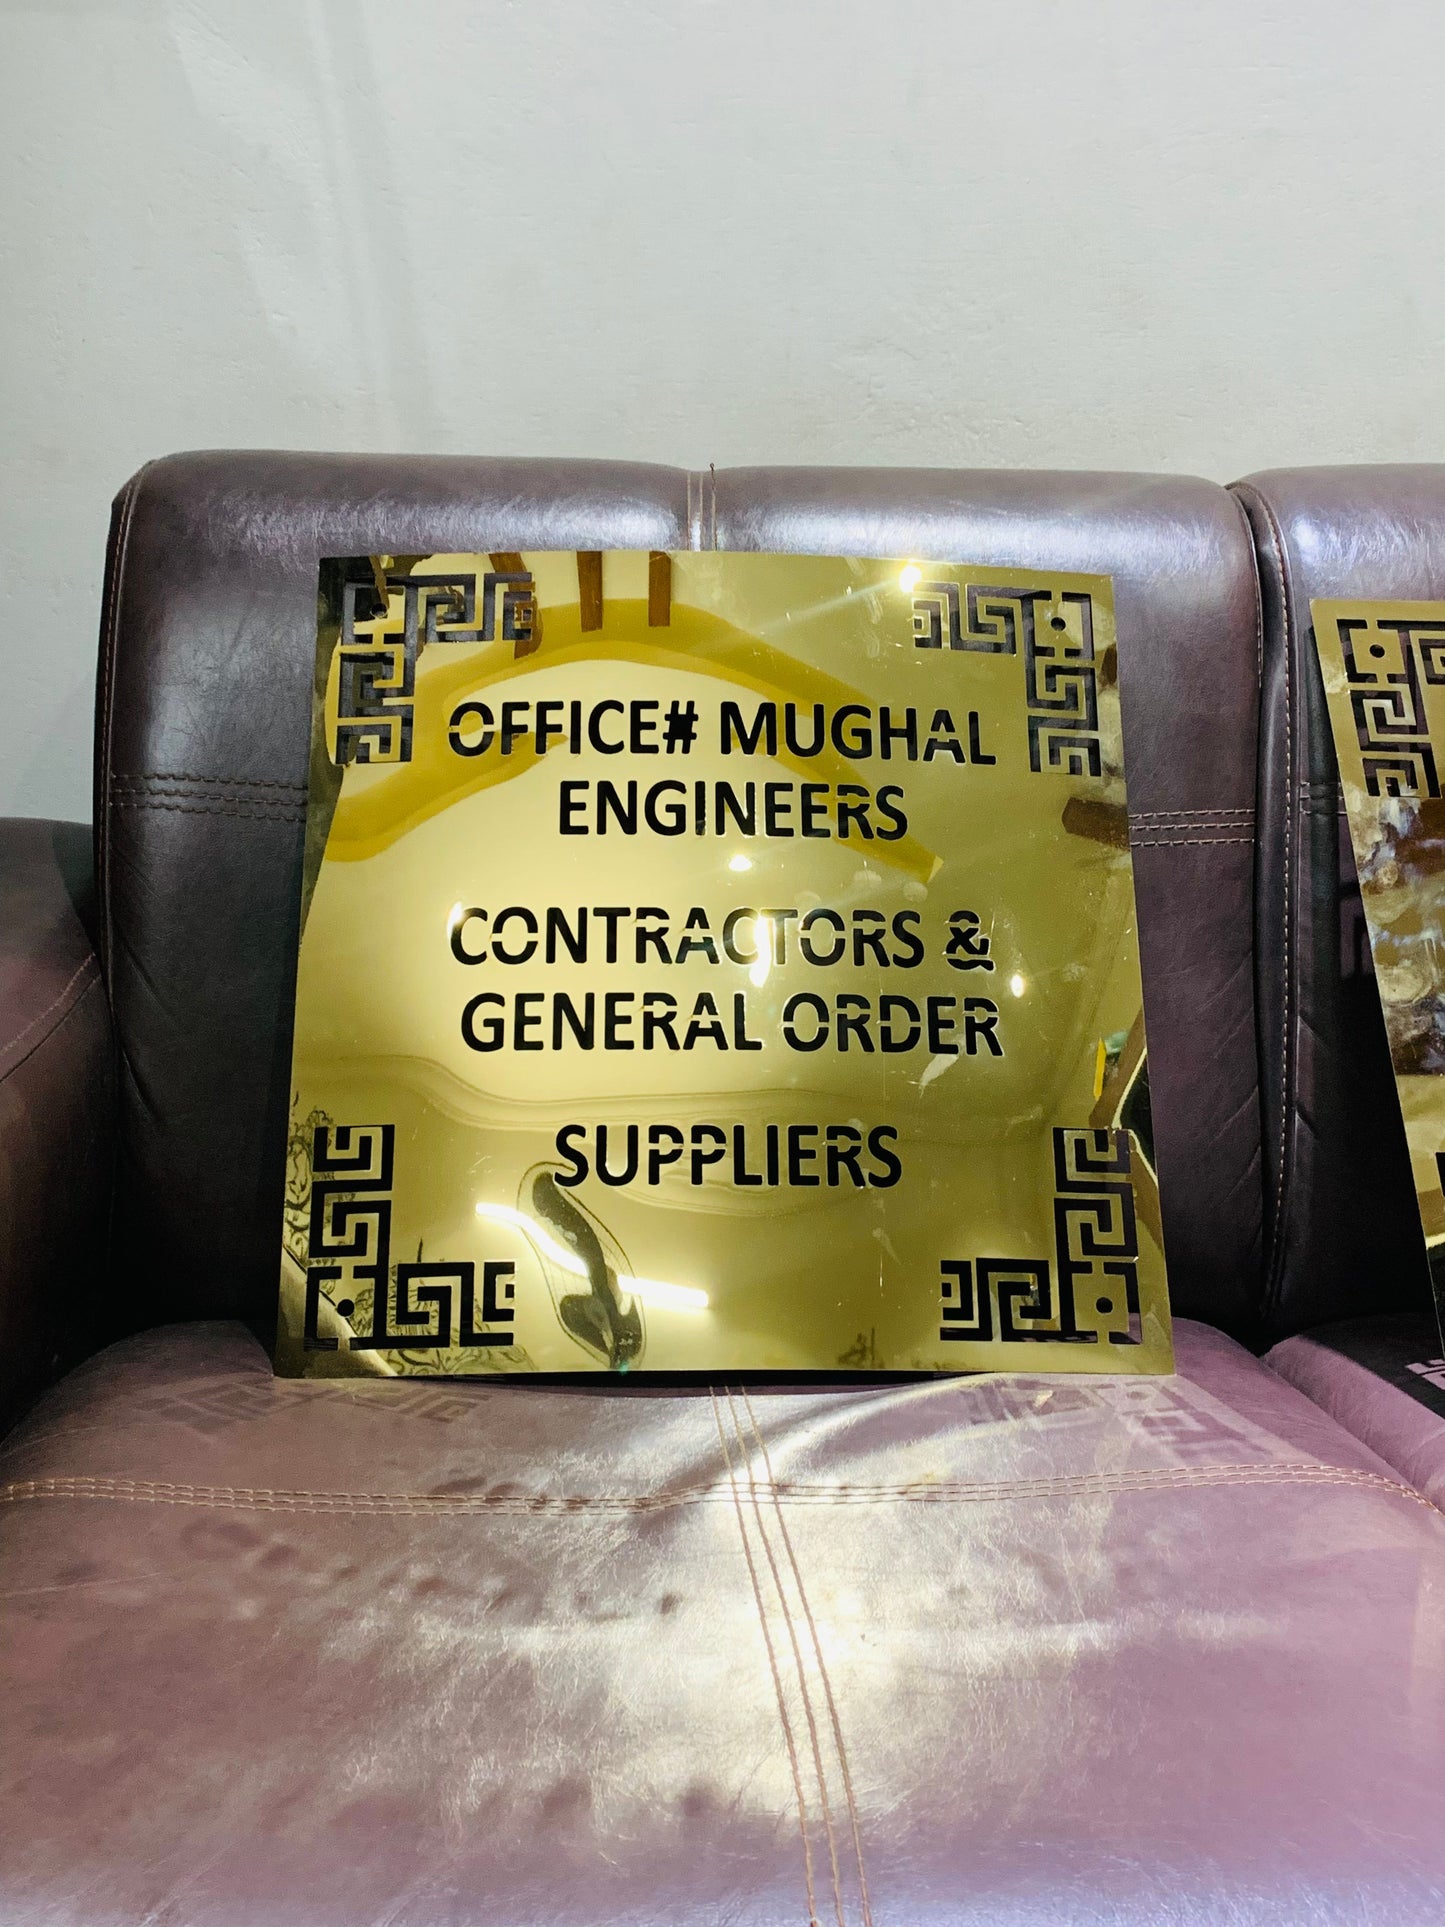 OFFICE# MUGHAL
ENGINEERS
CONTRACTORS &
GENERAL ORDER
SUPPLIERS